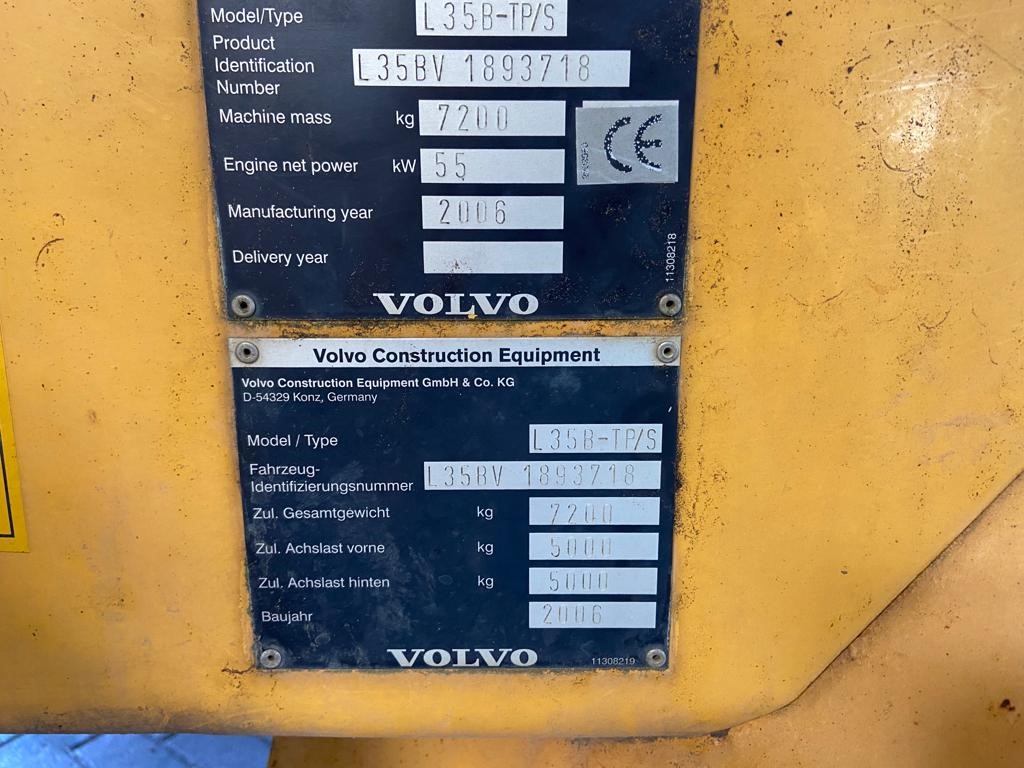 Model/Type L35B-TP/S
Product
Identification
Number L35BV 1893718
Machine mass kg 7200
CE
Engine net power kW 55
Manufacturing year 2006
Delivery year
11308218
VOLVO
Volvo Construction Equipment
Volvo Construction Equipment GmbH & Co. KG
D-54329 Konz, Germany
Model / Type L35B-TP/S
Fahrzeug-
Identifizierungsnummer L35BV 1893718
Zul. Gesamtgewicht kg 7200
Zul. Achslast vorne kg 5000
Zul. Achslast hinten kg 5000
Baujahr 2006
VOLVO 11308219